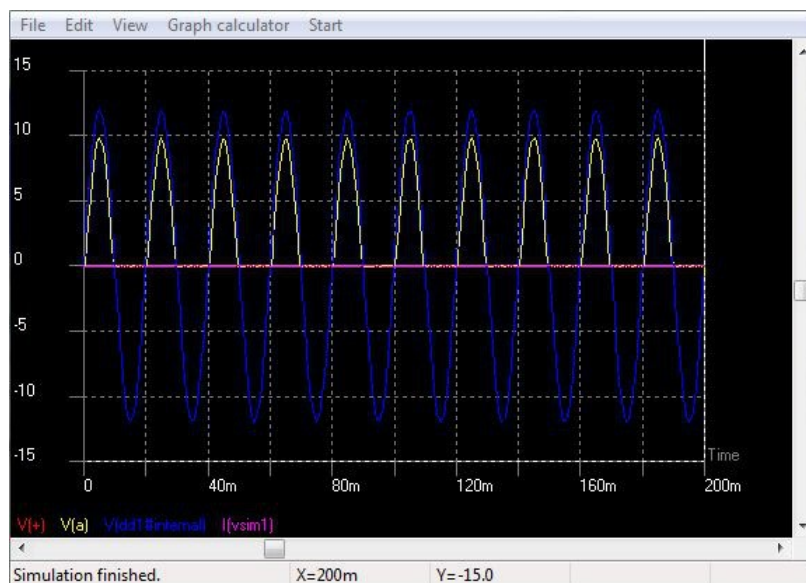 File Edit View Graph calculator Start
15
10
5
0
-5
-10
-15
Time
0 40m 80m 120m 160m 200m
V(+) V(a) V(dd1#internal) I(vsim1)
Simulation finished. X=200m Y=-15.0